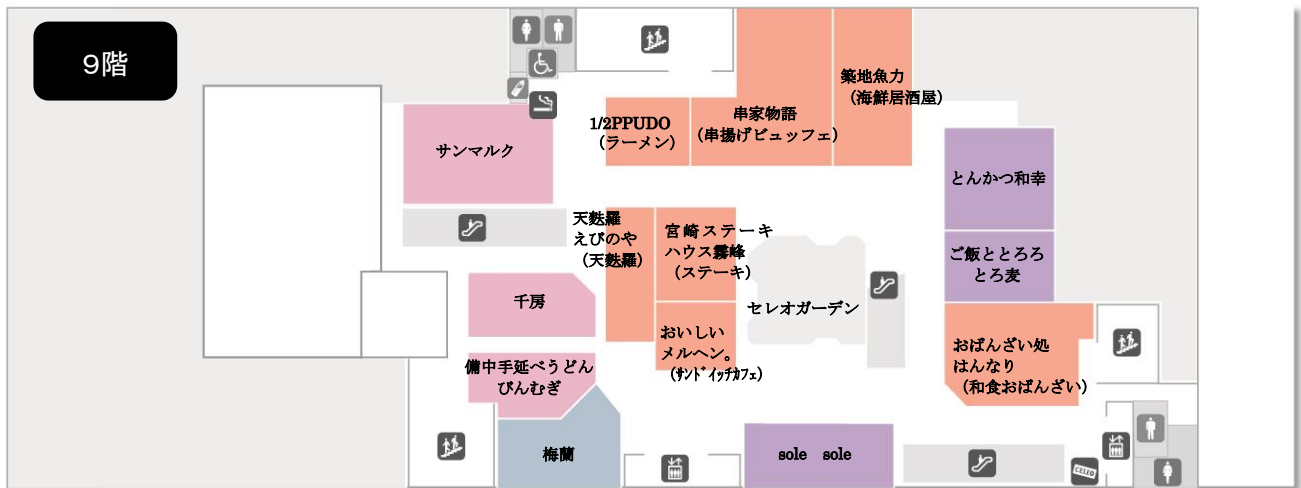 9階
築地魚力
（海鮮居酒屋）
串家物語
（串揚げビュッフェ）
1/2PPUDO
（ラーメン）
サンマルク
とんかつ和幸
天麩羅
えびのや
（天麩羅）
宮崎ステーキ
ハウス霧峰
（ステーキ）
ご飯ととろろ
とろ麦
千房
セレオガーデン
おいしい
メルヘン。
（ｻﾝﾄﾞｲｯﾁカフェ）
おばんざい処
はんなり
（和食おばんざい）
備中手延べうどん
びんむぎ
梅蘭
sole sole
CELEO